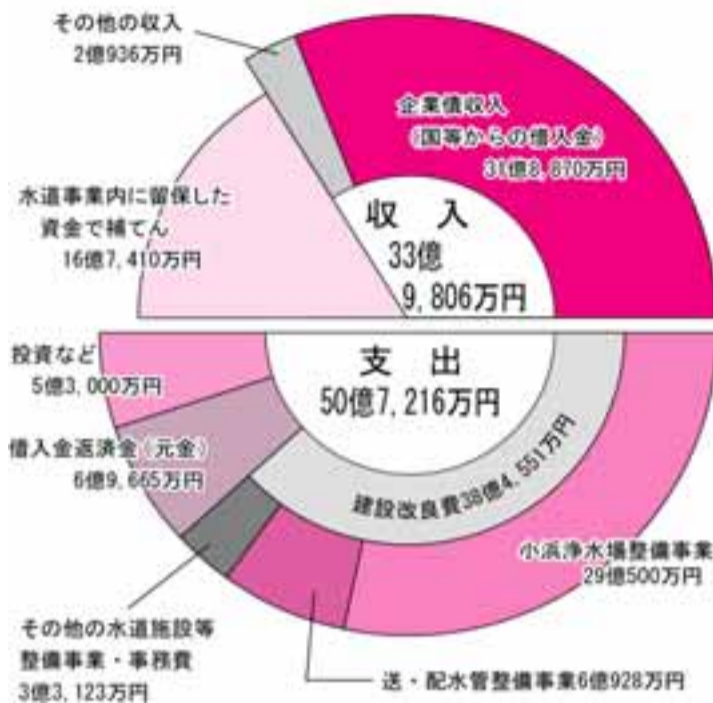 その他の収入
2億936万円
企業債収入
(国等からの借入金)
31億8,870万円
水道事業内に留保した
資金で補てん
16億7,410万円
収 入
33億
9,806万円
支 出
50億7,216万円
投資など
5億3,000万円
借入金返済金(元金)
6億9,665万円
建設改良費38億4,551万円
小浜浄水場整備事業
29億500万円
その他の水道施設等
整備事業・事務費
3億3,123万円
送・配水管整備事業6億928万円